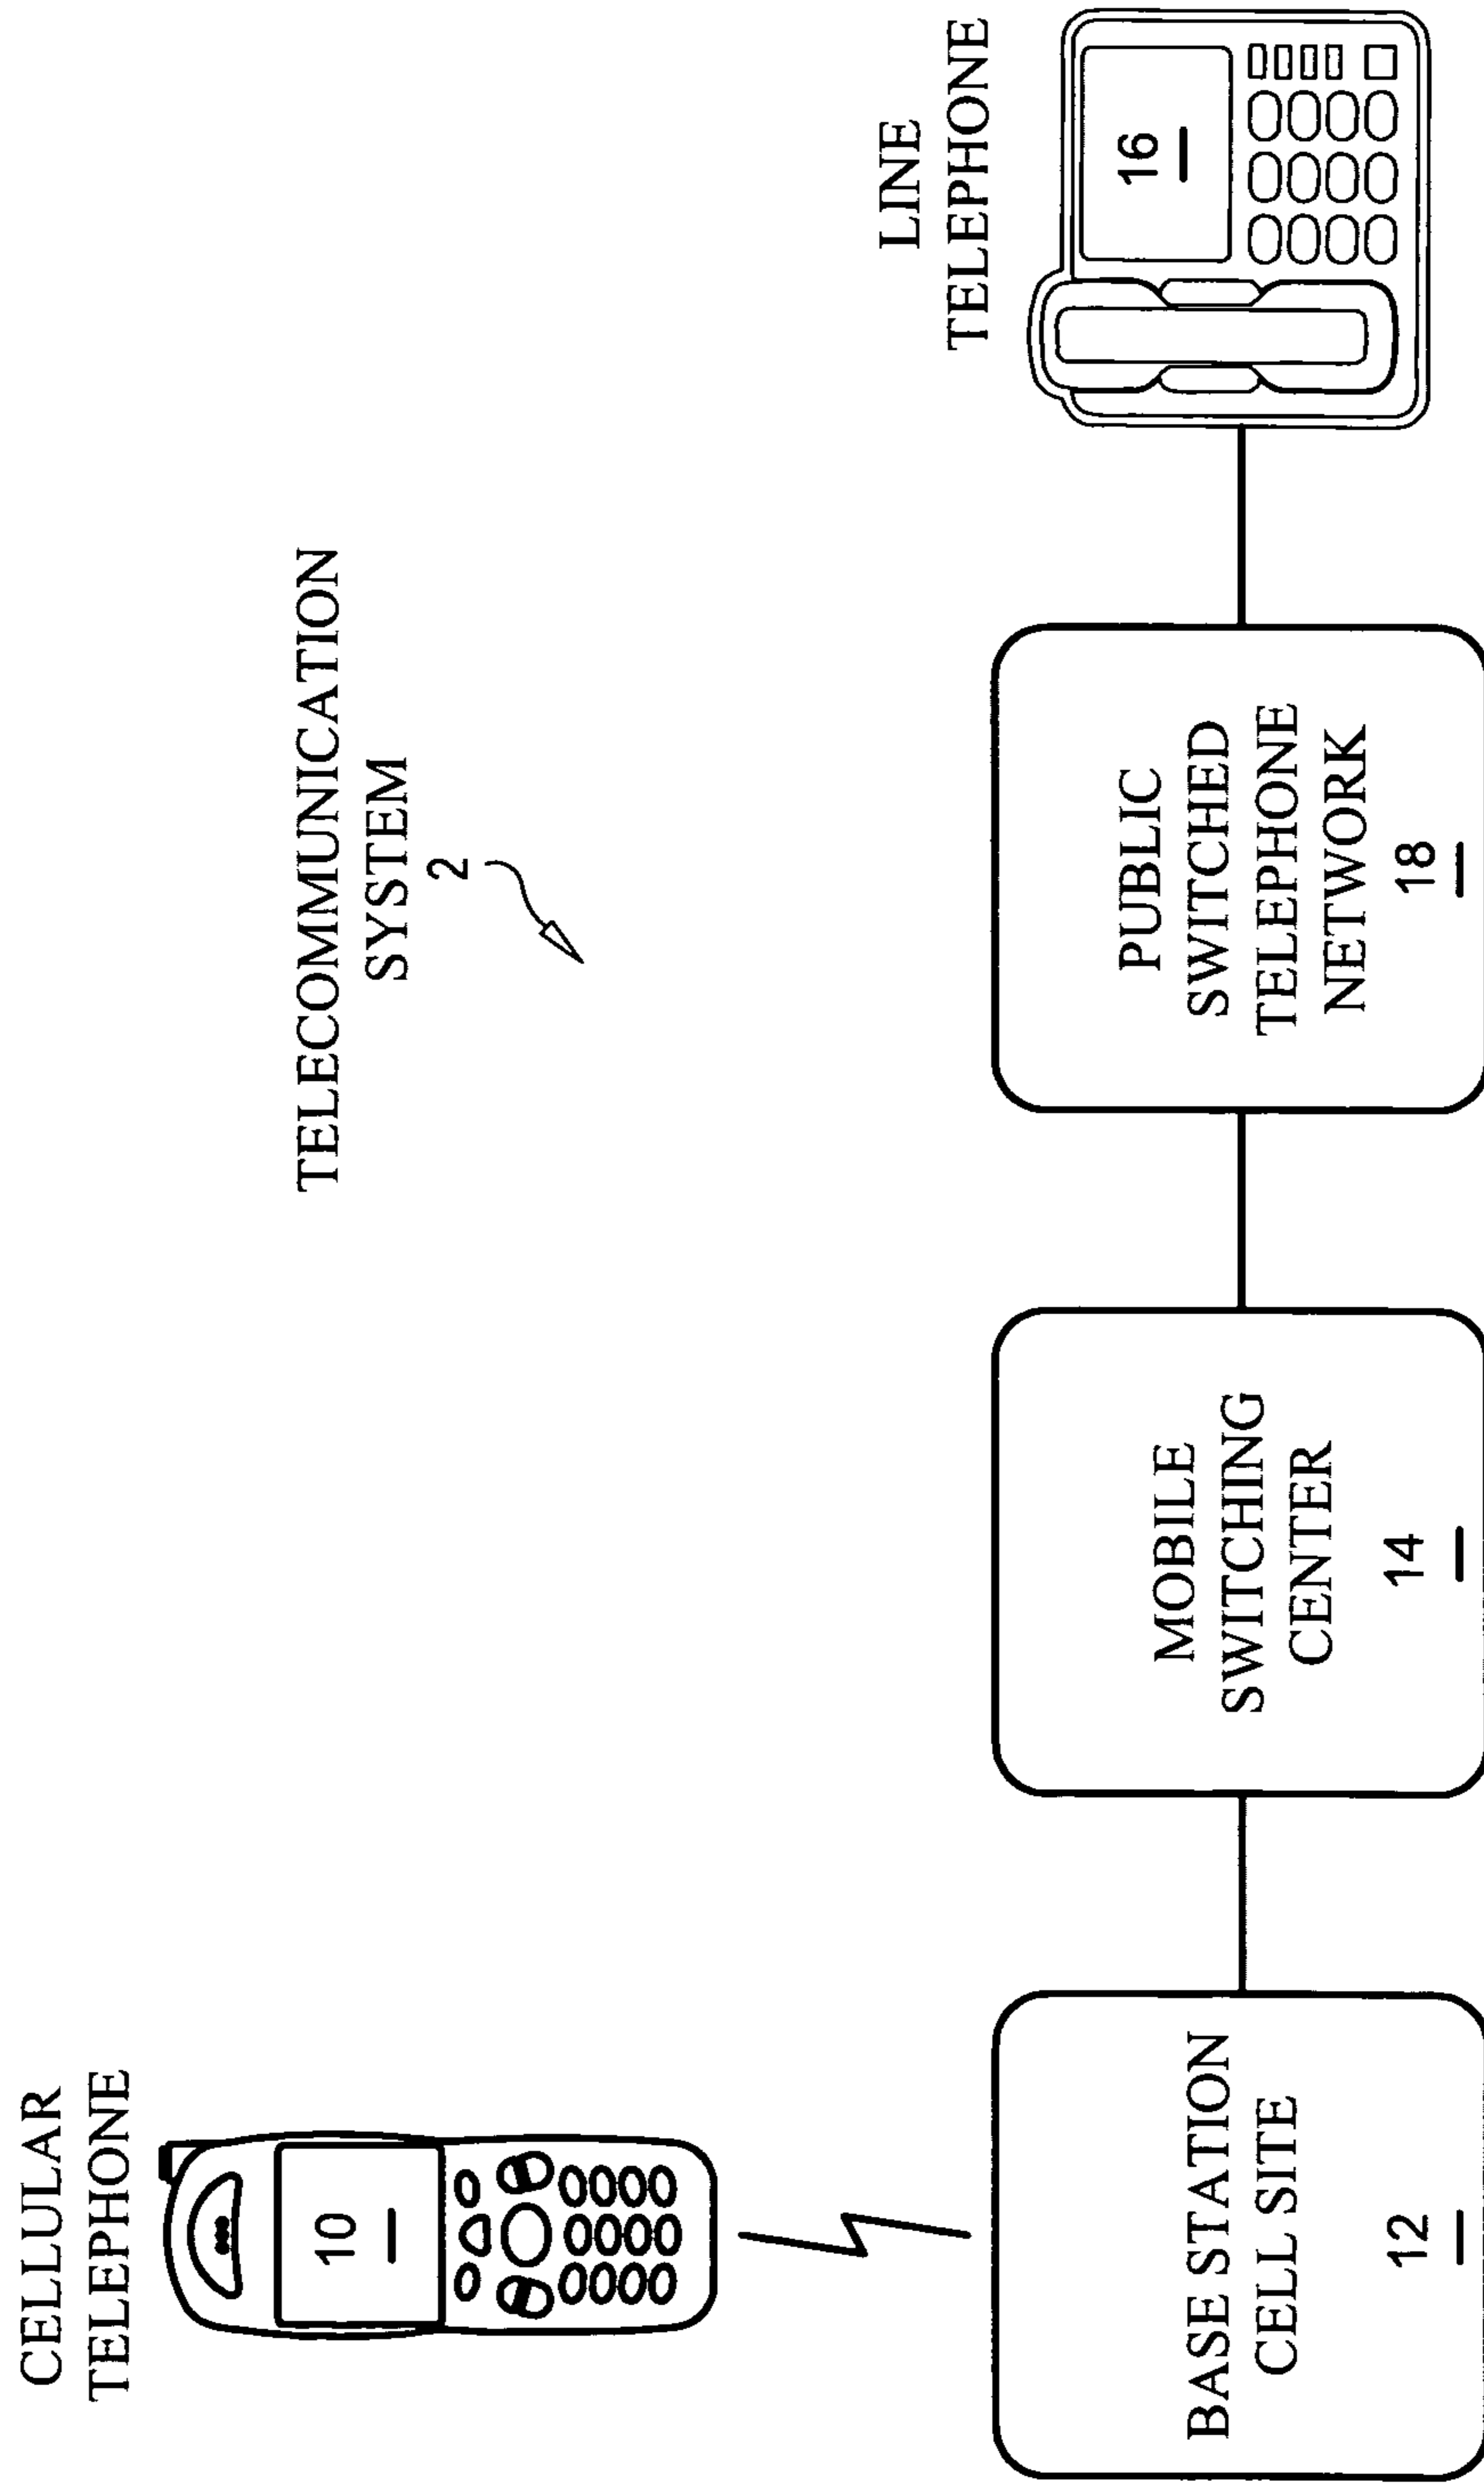 TELECOMMUNICATION
SYSTEM
2
CELLULAR
TELEPHONE
10
LINE
TELEPHONE
16
BASE STATION
CELL SITE
12
MOBILE
SWITCHING
CENTER
14
PUBLIC
SWITCHED
TELEPHONE
NETWORK
18